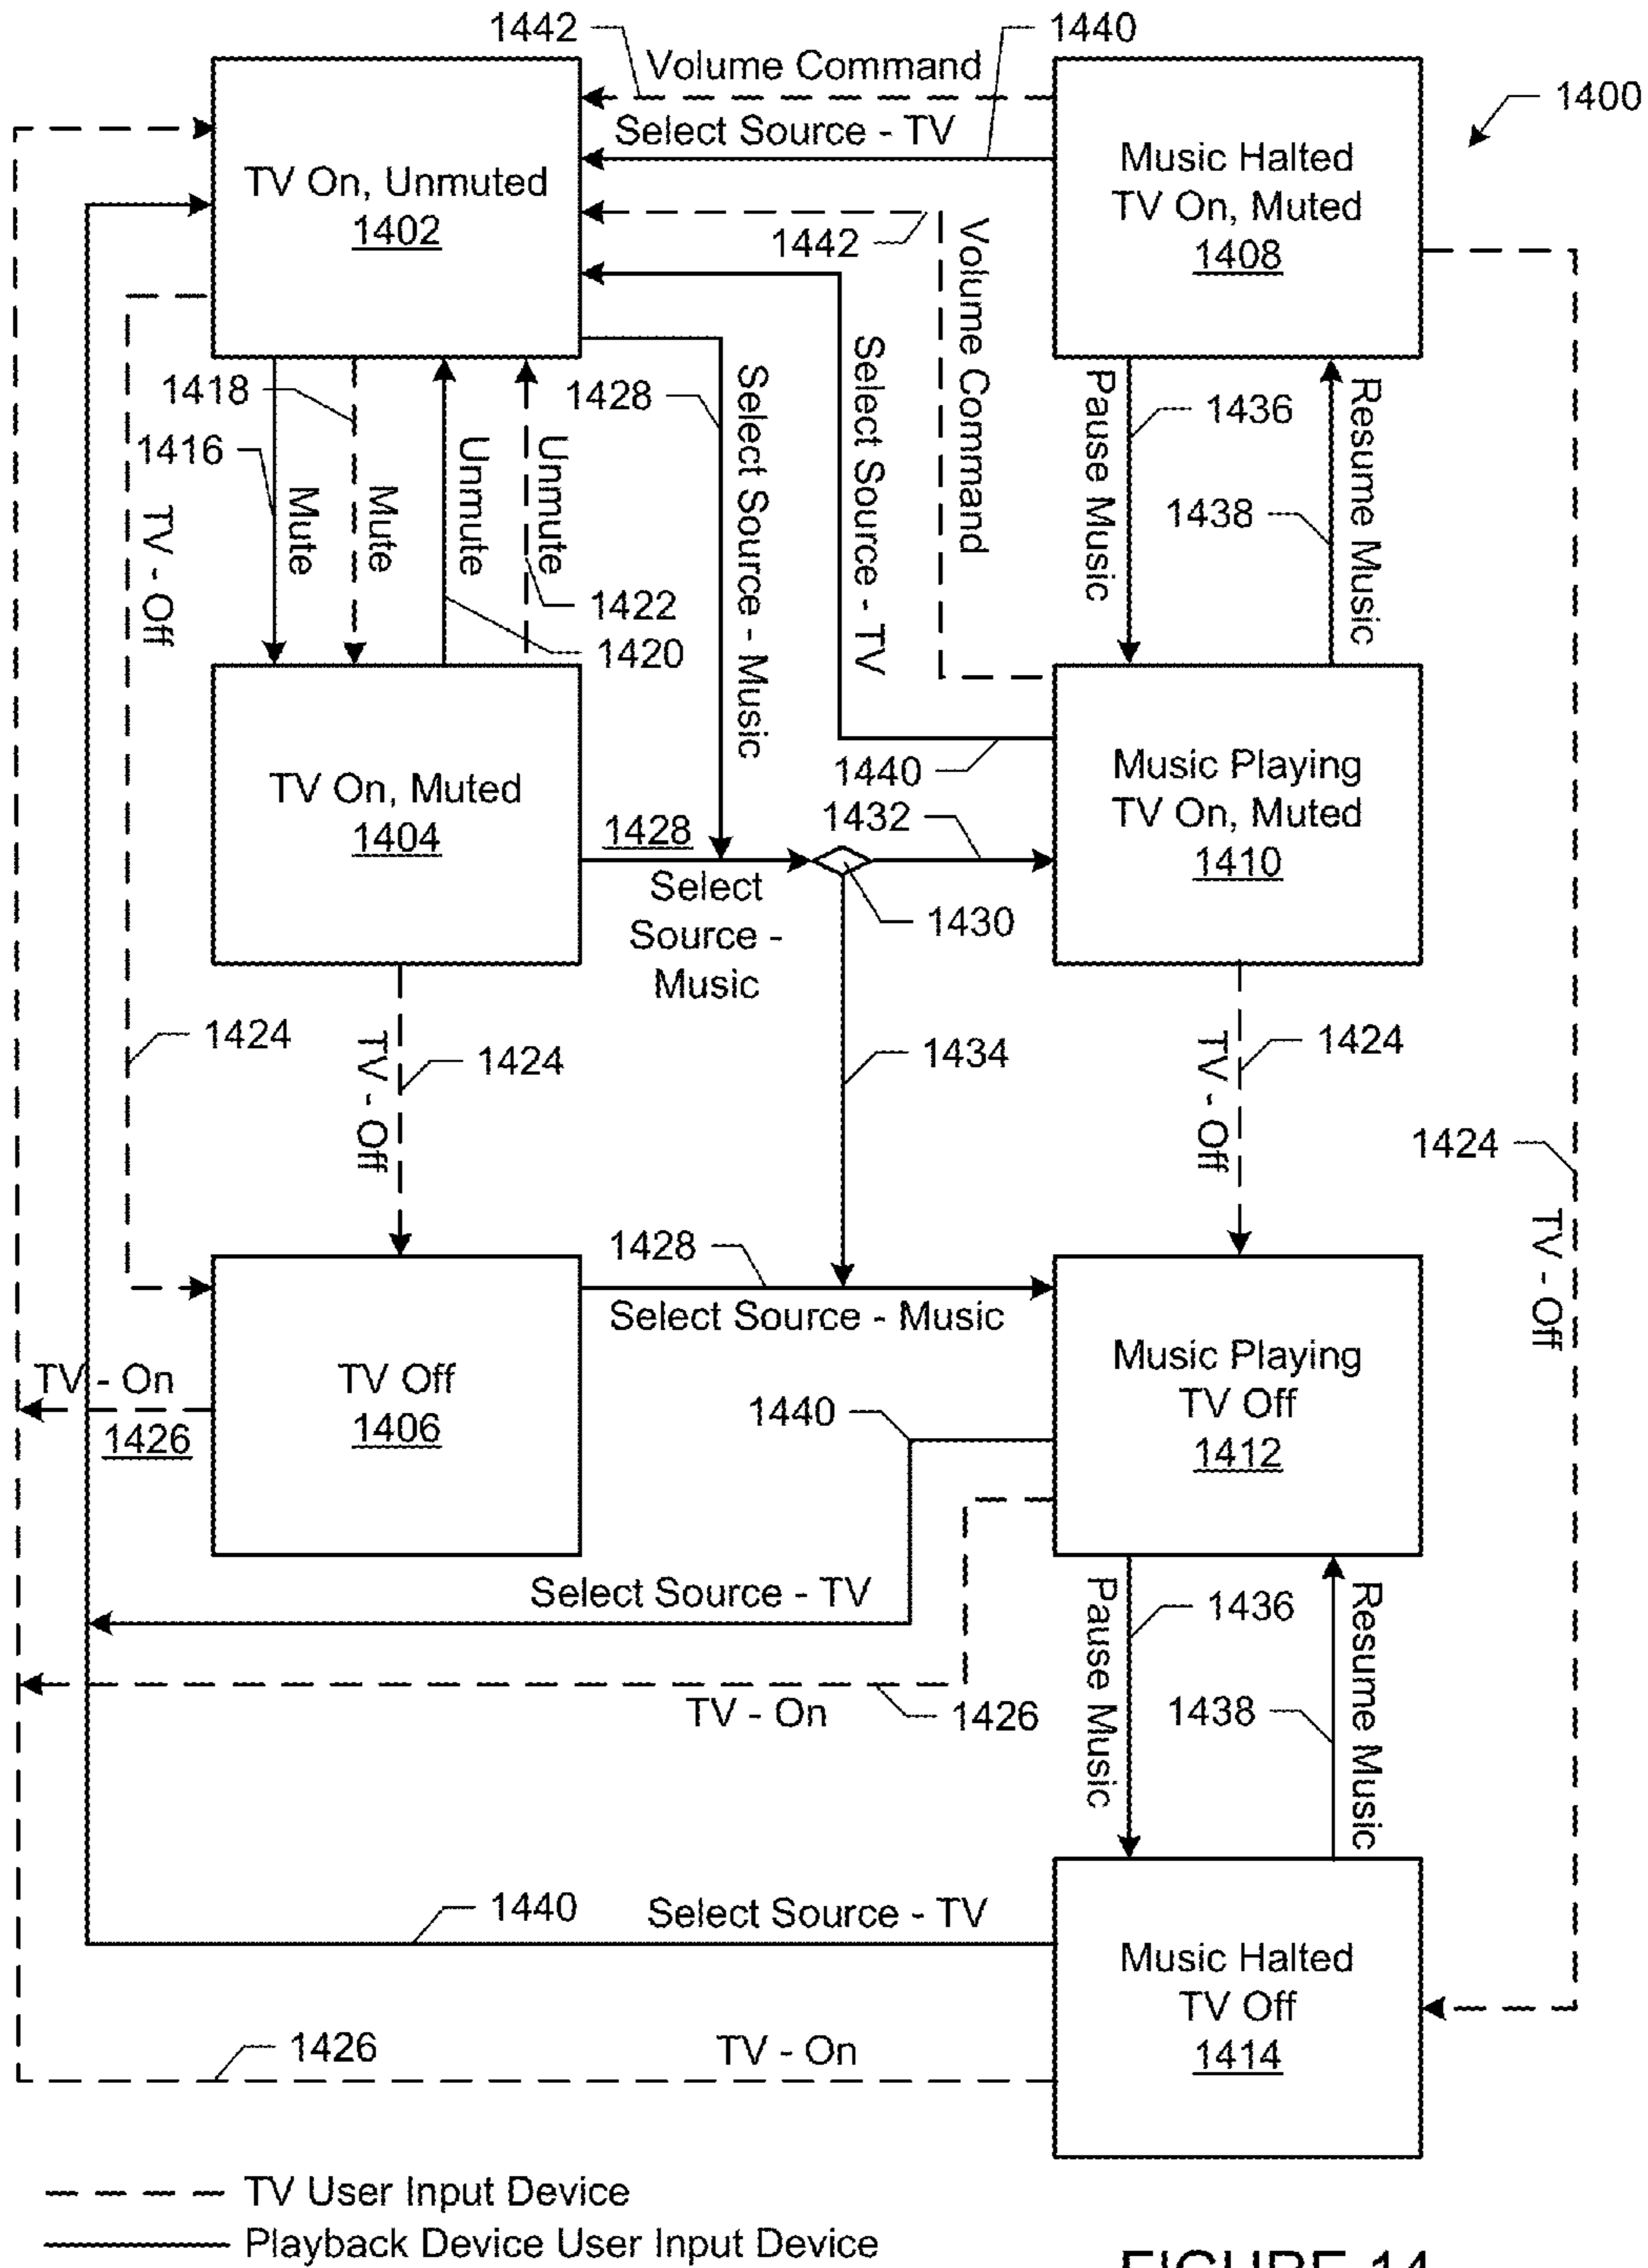 1442
1440
Volume Command
1400
Select Source - TV
Music Halted
TV On, Muted
1408
TV On, Unmuted
1402
1442
Volume Command
Select Source - TV
1418
1416
Mute
Mute
Unmute
Unmute
1428
Select Source - Music
1422
1420
TV - Off
Pause Music
1436
1438
Resume Music
TV On, Muted
1404
1440
1432
Music Playing
TV On, Muted
1410
1428
Select
Source -
Music
1430
1424
TV - Off
1424
1434
TV - Off
1424
1424
TV - Off
1428
Select Source - Music
TV - On
1426
TV Off
1406
1440
Music Playing
TV Off
1412
Select Source - TV
TV - On
1426
Pause Music
1436
1438
Resume Music
1440
Select Source - TV
Music Halted
TV Off
1414
1426
TV - On
TV User Input Device
Playback Device User Input Device
FIGURE 14